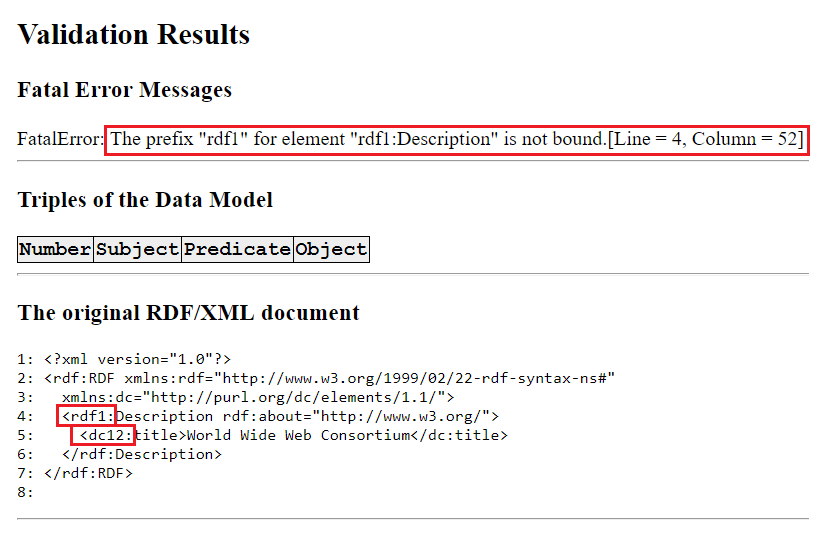 Validation Results
Fatal Error Messages
FatalError: The prefix "rdf1" for element "rdf1:Description" is not bound.[Line = 4, Column = 52]
Triples of the Data Model
Number Subject Predicate Object
The original RDF/XML document
1: <?xml version="1.0"?>
2: <rdf:RDF xmlns:rdf="http://www.w3.org/1999/02/22-rdf-syntax-ns#"
3:   xmlns:dc="http://purl.org/dc/elements/1.1/">
4:   <rdf1:Description rdf:about="http://www.w3.org/">
5:     <dc12:title>World Wide Web Consortium</dc:title>
6:   </rdf:Description>
7: </rdf:RDF>
8: